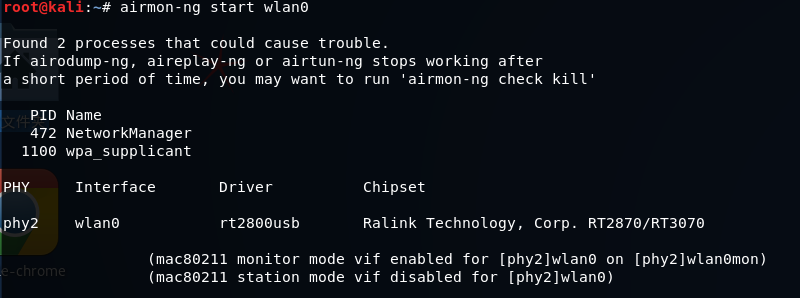 root@kali:~# airmon-ng start wlan0
Found 2 processes that could cause trouble.
If airodump-ng, aireplay-ng or airtun-ng stops working after
a short period of time, you may want to run 'airmon-ng check kill'
PID Name
472 NetworkManager
1100 wpa_supplicant
PHY Interface Driver Chipset
phy2 wlan0 rt2800usb Ralink Technology, Corp. RT2870/RT3070
(mac80211 monitor mode vif enabled for [phy2]wlan0 on [phy2]wlan0mon)
e-chrome
(mac80211 station mode vif disabled for [phy2]wlan0)